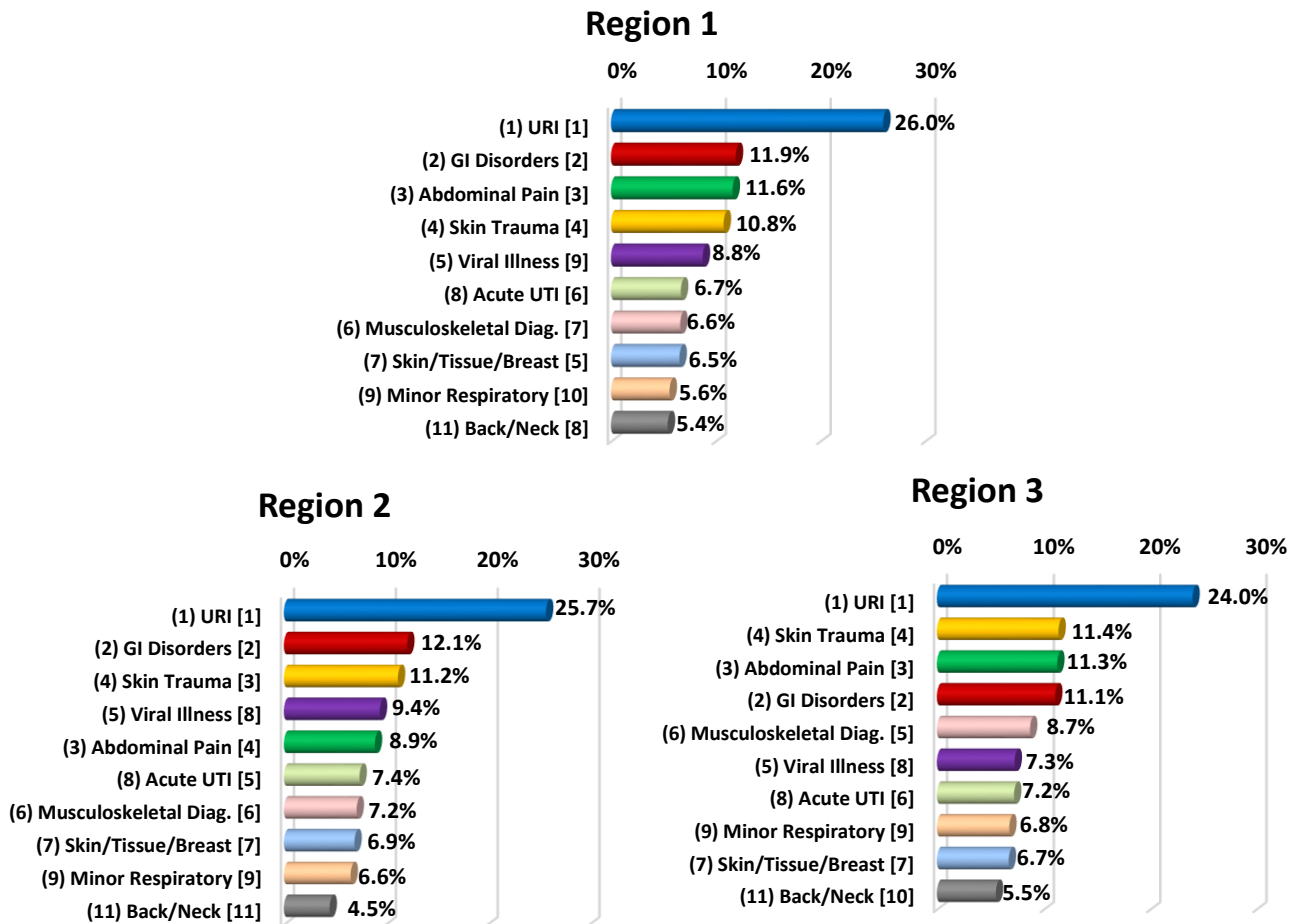 Region 1
0% 10% 20% 30%
(1) URI [1] 26.0%
(2) GI Disorders [2] 11.9%
(3) Abdominal Pain [3] 11.6%
(4) Skin Trauma [4] 10.8%
(5) Viral Illness [9] 8.8%
(8) Acute UTI [6] 6.7%
(6) Musculoskeletal Diag. [7] 6.6%
(7) Skin/Tissue/Breast [5] 6.5%
(9) Minor Respiratory [10] 5.6%
(11) Back/Neck [8] 5.4%
Region 2
0% 10% 20% 30%
(1) URI [1] 25.7%
(2) GI Disorders [2] 12.1%
(4) Skin Trauma [3] 11.2%
(5) Viral Illness [8] 9.4%
(3) Abdominal Pain [4] 8.9%
(8) Acute UTI [5] 7.4%
(6) Musculoskeletal Diag. [6] 7.2%
(7) Skin/Tissue/Breast [7] 6.9%
(9) Minor Respiratory [9] 6.6%
(11) Back/Neck [11] 4.5%
Region 3
0% 10% 20% 30%
(1) URI [1] 24.0%
(4) Skin Trauma [4] 11.4%
(3) Abdominal Pain [3] 11.3%
(2) GI Disorders [2] 11.1%
(6) Musculoskeletal Diag. [5] 8.7%
(5) Viral Illness [8] 7.3%
(8) Acute UTI [6] 7.2%
(9) Minor Respiratory [9] 6.8%
(7) Skin/Tissue/Breast [7] 6.7%
(11) Back/Neck [10] 5.5%